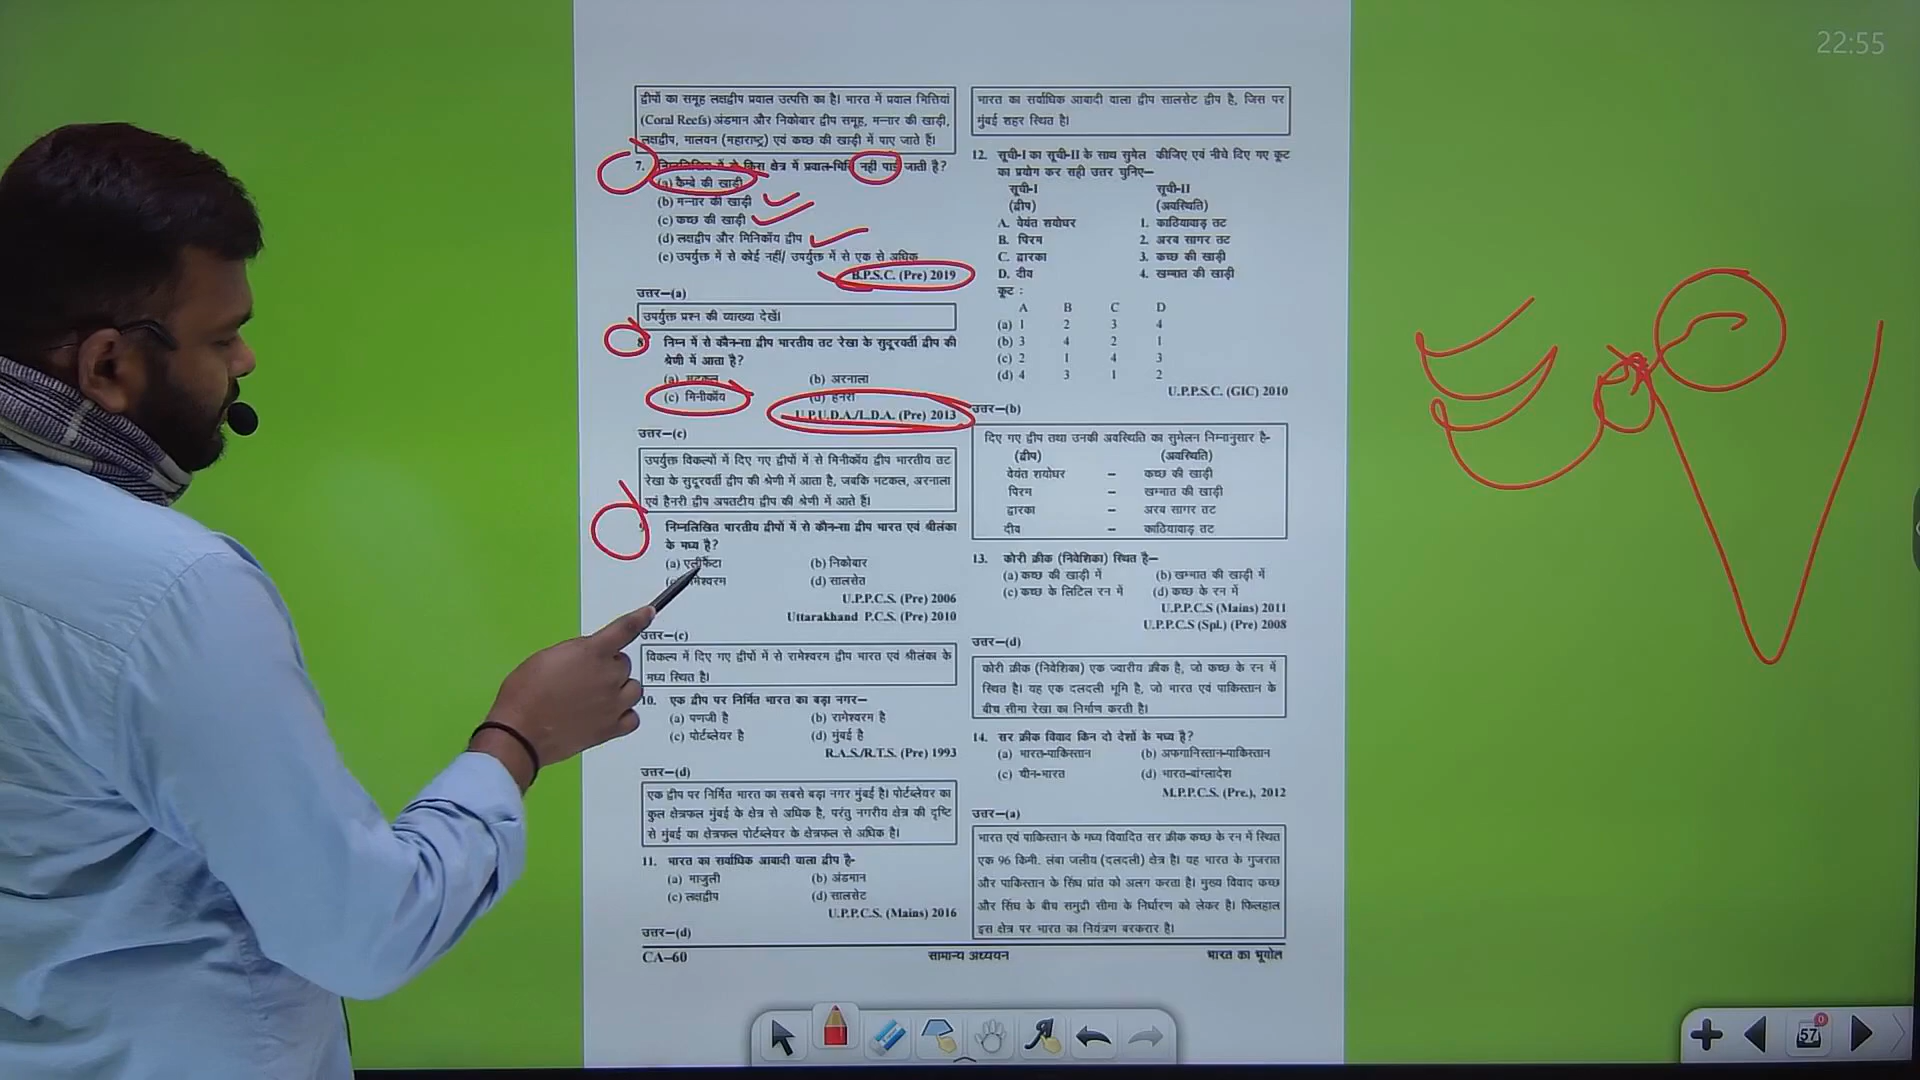 22:55
द्वीपों का समूह लक्षद्वीप प्रवाल उत्पत्ति का है। भारत में प्रवाल भित्तियां
(Coral Reefs) अंडमान और निकोबार द्वीप समूह, मन्नार की खाड़ी,
लक्षद्वीप, मालवन (महाराष्ट्र) एवं कच्छ की खाड़ी में पाए जाते हैं।
7. निम्नलिखित में से किस क्षेत्र में प्रवाल-भित्ति नहीं पाई जाती है?
(a) कैम्बे की खाड़ी
(b) मन्नार की खाड़ी
(c) कच्छ की खाड़ी
(d) लक्षद्वीप और मिनिकॉय द्वीप
(e) उपर्युक्त में से कोई नहीं/ उपर्युक्त में से एक से अधिक
B.P.S.C. (Pre) 2019
उत्तर—(a)
उपर्युक्त प्रश्न की व्याख्या देखें।
8. निम्न में से कौन-सा द्वीप भारतीय तट रेखा के सुदूरवर्ती द्वीप की
श्रेणी में आता है?
(a) भटकल (b) अरनाला
(c) मिनीकॉय (d) हेनरी
U.P.U.D.A./L.D.A. (Pre) 2013
उत्तर—(c)
उपर्युक्त विकल्पों में दिए गए द्वीपों में से मिनीकॉय द्वीप भारतीय तट
रेखा के सुदूरवर्ती द्वीप की श्रेणी में आता है, जबकि भटकल, अरनाला
एवं हैनरी द्वीप अपतटीय द्वीप की श्रेणी में आते हैं।
9 निम्नलिखित भारतीय द्वीपों में से कौन-सा द्वीप भारत एवं श्रीलंका
के मध्य है?
(a) एलीफैंटा (b) निकोबार
(d) सालसेत
U.P.P.C.S. (Pre) 2006
Uttarakhand P.C.S. (Pre) 2010
उत्तर—(c)
विकल्प में दिए गए द्वीपों में से रामेश्वरम द्वीप भारत एवं श्रीलंका के
मध्य स्थित है।
10. एक द्वीप पर निर्मित भारत का बड़ा नगर—
(a) पणजी है (b) रामेश्वरम है
(c) पोर्टब्लेयर है (d) मुंबई है
R.A.S./R.T.S. (Pre) 1993
उत्तर—(d)
एक द्वीप पर निर्मित भारत का सबसे बड़ा नगर मुंबई है। पोर्टब्लेयर का
कुल क्षेत्रफल मुंबई के क्षेत्र से अधिक है, परंतु नगरीय क्षेत्र की दृष्टि
से मुंबई का क्षेत्रफल पोर्टब्लेयर के क्षेत्रफल से अधिक है।
11. भारत का सर्वाधिक आबादी वाला द्वीप है-
(a) माजुली (b) अंडमान
(c) लक्षद्वीप (d) सालसेट
U.P.P.C.S. (Mains) 2016
उत्तर—(d)
भारत का सर्वाधिक आबादी वाला द्वीप सालसेट द्वीप है, जिस पर
मुंबई शहर स्थित है।
12. सूची-I का सूची-II के साथ सुमेल कीजिए एवं नीचे दिए गए कूट
का प्रयोग कर सही उत्तर चुनिए—
सूची-I सूची-II
(द्वीप) (अवस्थिति)
A. वेयंत शयोधर 1. काठियावाड़ तट
B. पिरम 2. अरब सागर तट
C. द्वारका 3. कच्छ की खाड़ी
D. दीव 4. खम्भात की खाड़ी
कूट :
A B C D
(a) 1 2 3 4
(b) 3 4 2 1
(c) 2 1 4 3
(d) 4 3 1 2
U.P.P.S.C. (GIC) 2010
उत्तर—(b)
दिए गए द्वीप तथा उनकी अवस्थिति का सुमेलन निम्नानुसार है-
(द्वीप) (अवस्थिति)
वेयंत शयोधर – कच्छ की खाड़ी
पिरम – खम्भात की खाड़ी
द्वारका – अरब सागर तट
दीव – काठियावाड़ तट
13. कोरी क्रीक (निवेशिका) स्थित है—
(a) कच्छ की खाड़ी में (b) खम्भात की खाड़ी में
(c) कच्छ के लिटिल रन में (d) कच्छ के रन में
U.P.P.C.S (Mains) 2011
U.P.P.C.S (Spl.) (Pre) 2008
उत्तर—(d)
कोरी क्रीक (निवेशिका) एक ज्वारीय क्रीक है, जो कच्छ के रन में
स्थित है। यह एक दलदली भूमि है, जो भारत एवं पाकिस्तान के
बीच सीमा रेखा का निर्माण करती है।
14. सर क्रीक विवाद किन दो देशों के मध्य है?
(a) भारत-पाकिस्तान (b) अफगानिस्तान-पाकिस्तान
(c) चीन-भारत (d) भारत-बांग्लादेश
M.P.P.C.S. (Pre.), 2012
उत्तर—(a)
भारत एवं पाकिस्तान के मध्य विवादित सर क्रीक कच्छ के रन में स्थित
एक 96 किमी. लंबा जलीय (दलदली) क्षेत्र है। यह भारत के गुजरात
और पाकिस्तान के सिंध प्रांत को अलग करता है। मुख्य विवाद कच्छ
और सिंध के बीच समुद्री सीमा के निर्धारण को लेकर है। फिलहाल
इस क्षेत्र पर भारत का नियंत्रण बरकरार है।
CA–60 सामान्य अध्ययन भारत का भूगोल
57
0